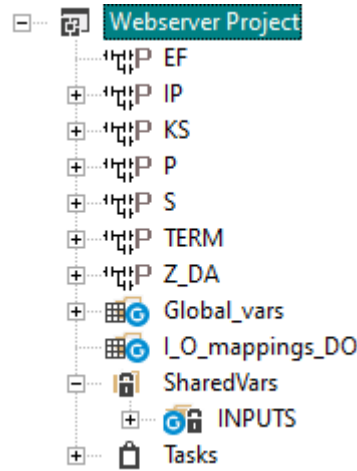 Webserver Project
EF
IP
KS
P
S
TERM
Z_DA
Global_vars
I_O_mappings_DO
SharedVars
INPUTS
Tasks